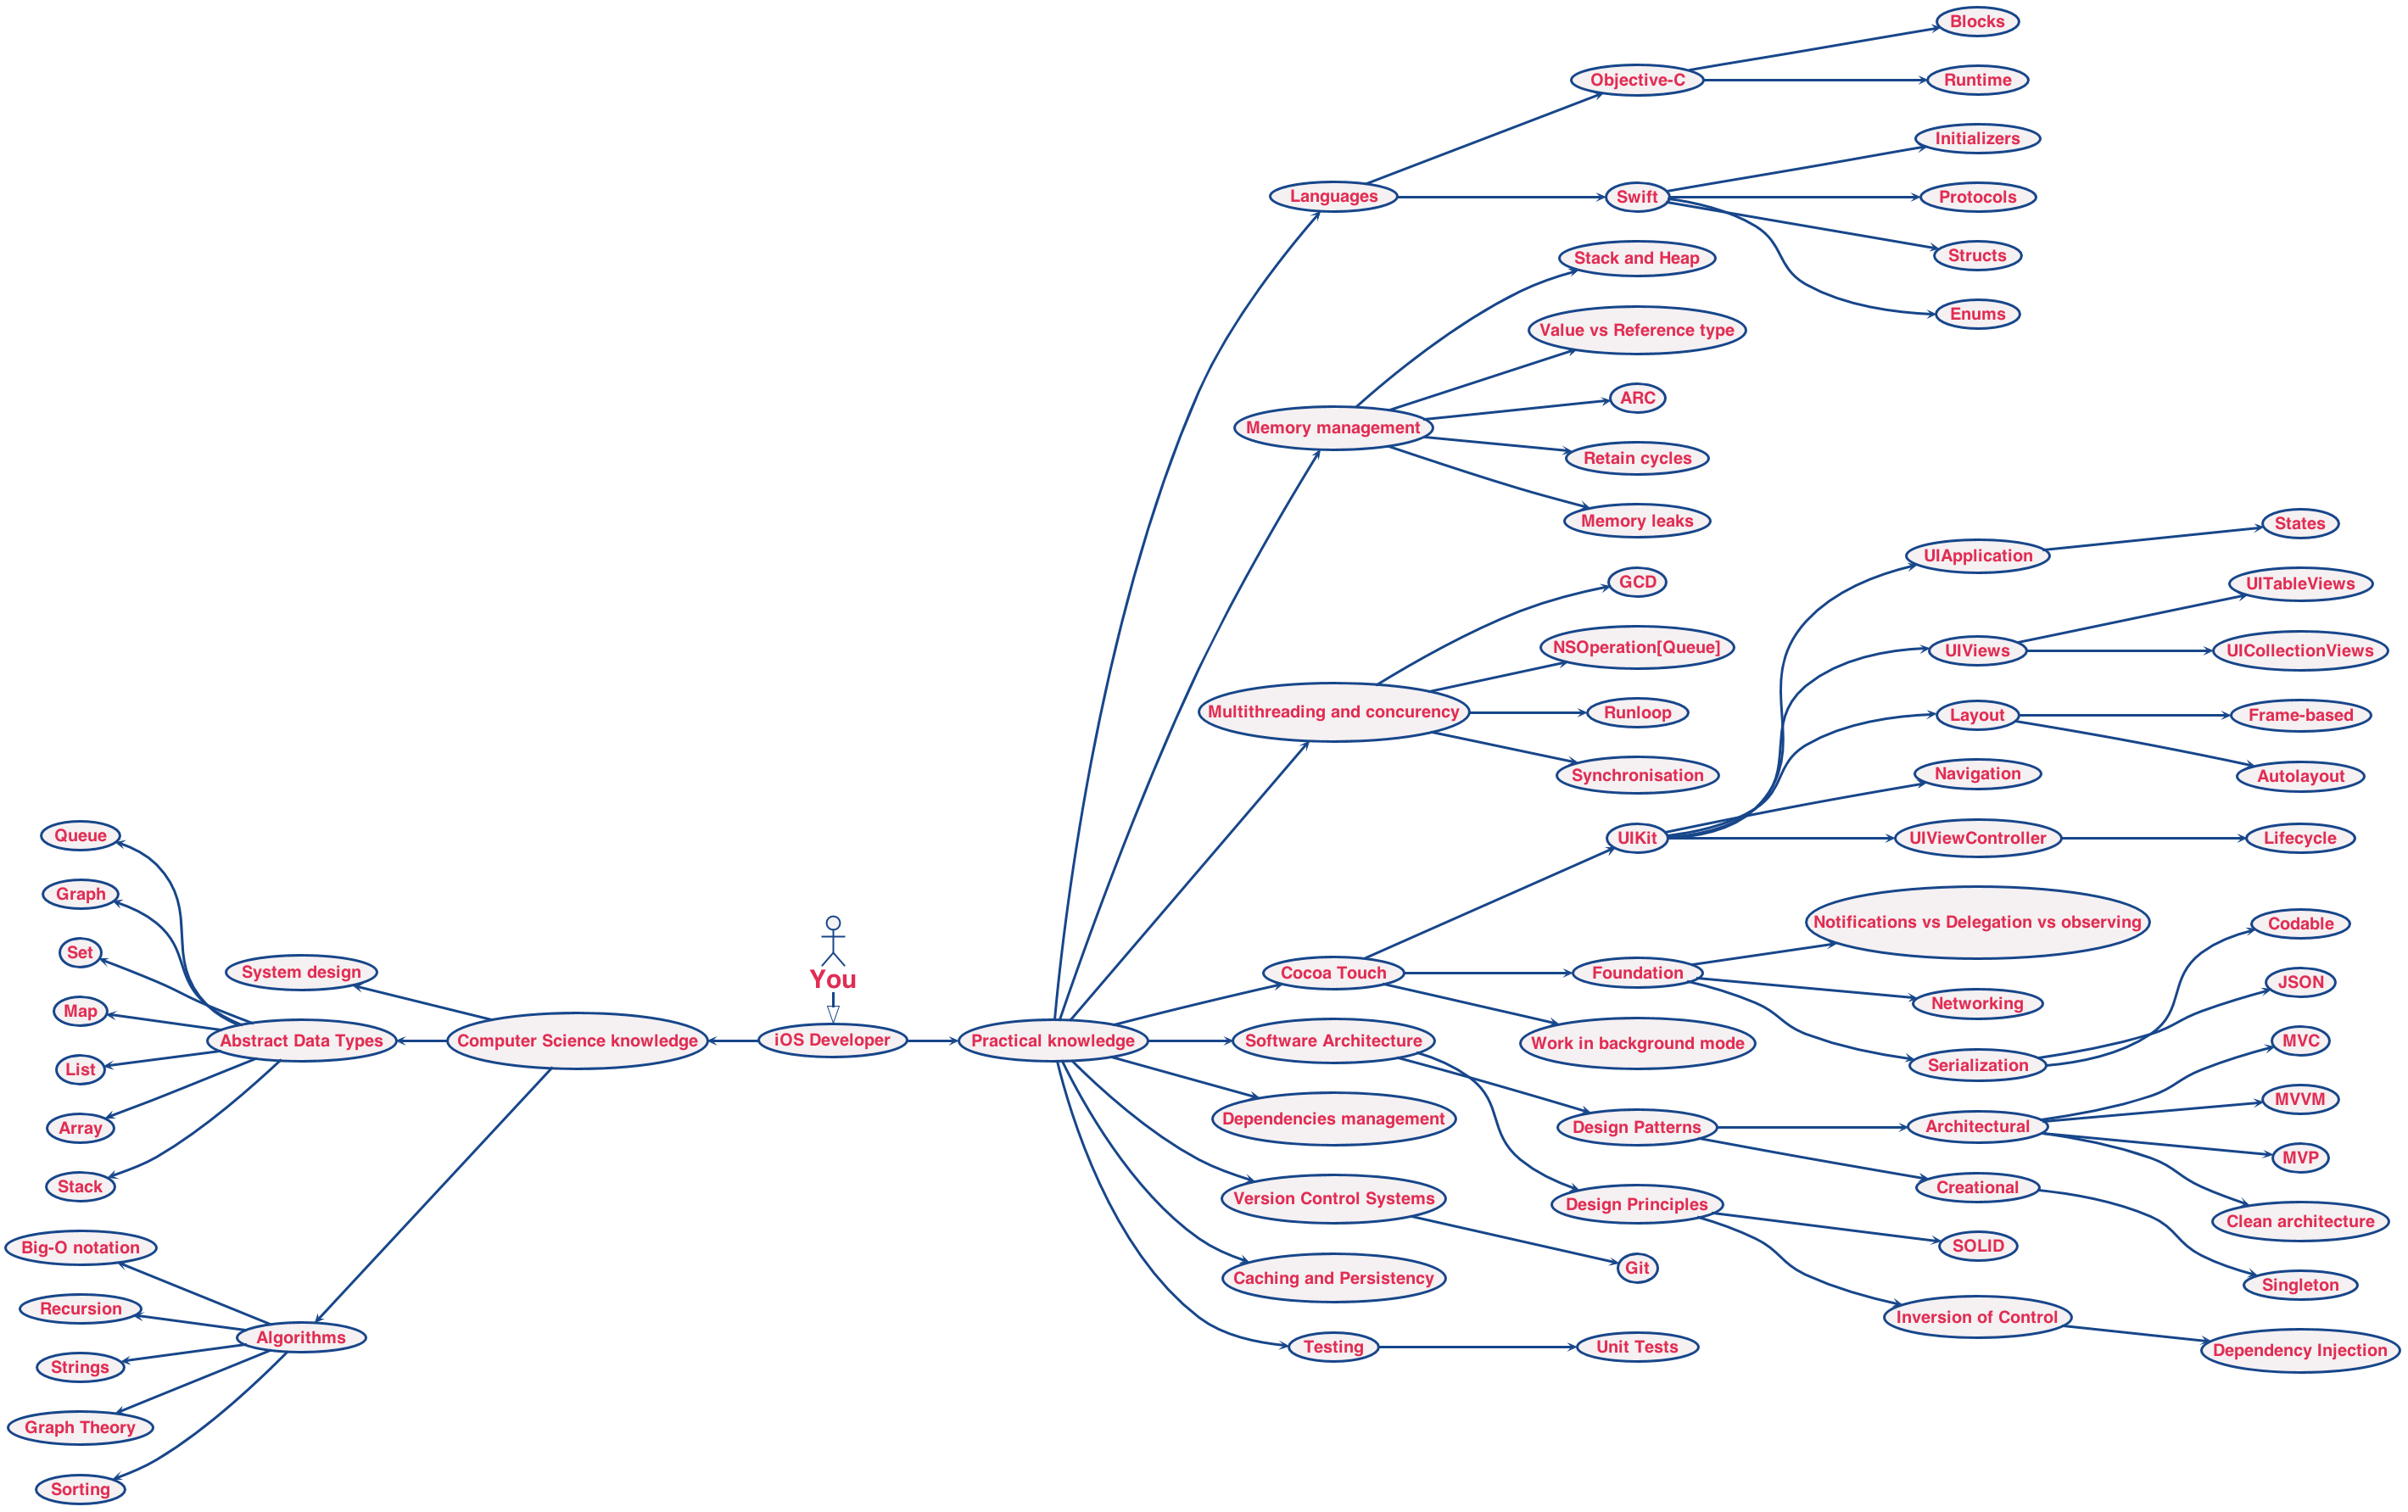 Blocks
Objective-C
Runtime
Initializers
Languages
Swift
Protocols
Structs
Enums
Stack and Heap
Value vs Reference type
ARC
Memory management
Retain cycles
Memory leaks
GCD
NSOperation[Queue]
Multithreading and concurency
Runloop
Synchronisation
UIApplication
States
UITableViews
UIViews
UICollectionViews
Layout
Frame-based
Navigation
Autolayout
UIKit
UIViewController
Lifecycle
Notifications vs Delegation vs observing
Codable
Cocoa Touch
Foundation
JSON
Networking
Work in background mode
Serialization
Queue
Graph
Set
System design
You
Map
Abstract Data Types
Computer Science knowledge
iOS Developer
Practical knowledge
Software Architecture
MVC
List
MVVM
Dependencies management
Design Patterns
Architectural
Array
MVP
Stack
Creational
Version Control Systems
Design Principles
Clean architecture
Big-O notation
SOLID
Git
Caching and Persistency
Singleton
Recursion
Inversion of Control
Algorithms
Testing
Unit Tests
Dependency Injection
Strings
Graph Theory
Sorting